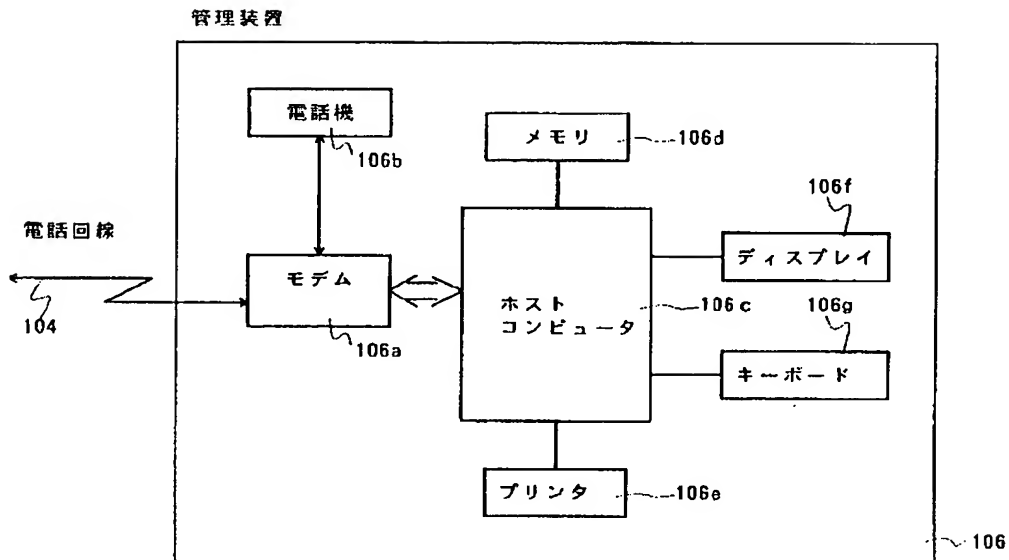 管理装置
電話機
106b
メモリ
106d
電話回線
104
モデム
106a
ホスト
コンピュータ
106c
106f
ディスプレイ
106g
キーボード
プリンタ
106e
106